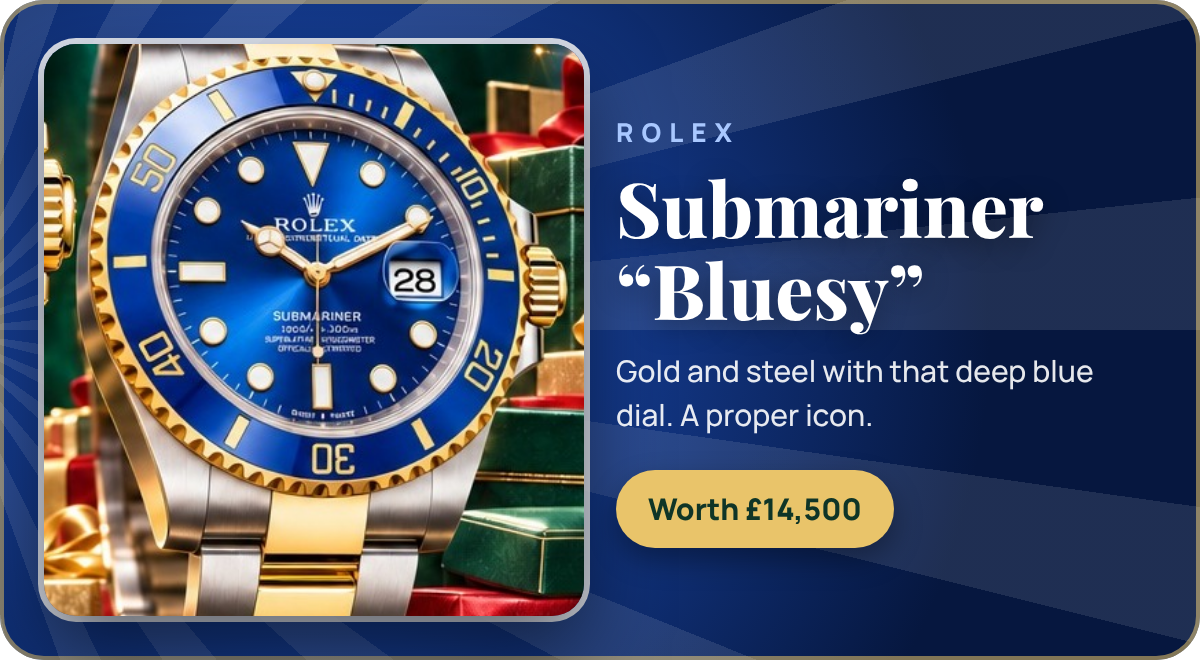 50
10
ROLEX
28
SUBMARINER
40
20
30
ROLEX
Submariner
“Bluesy”
Gold and steel with that deep blue
dial. A proper icon.
Worth £14,500